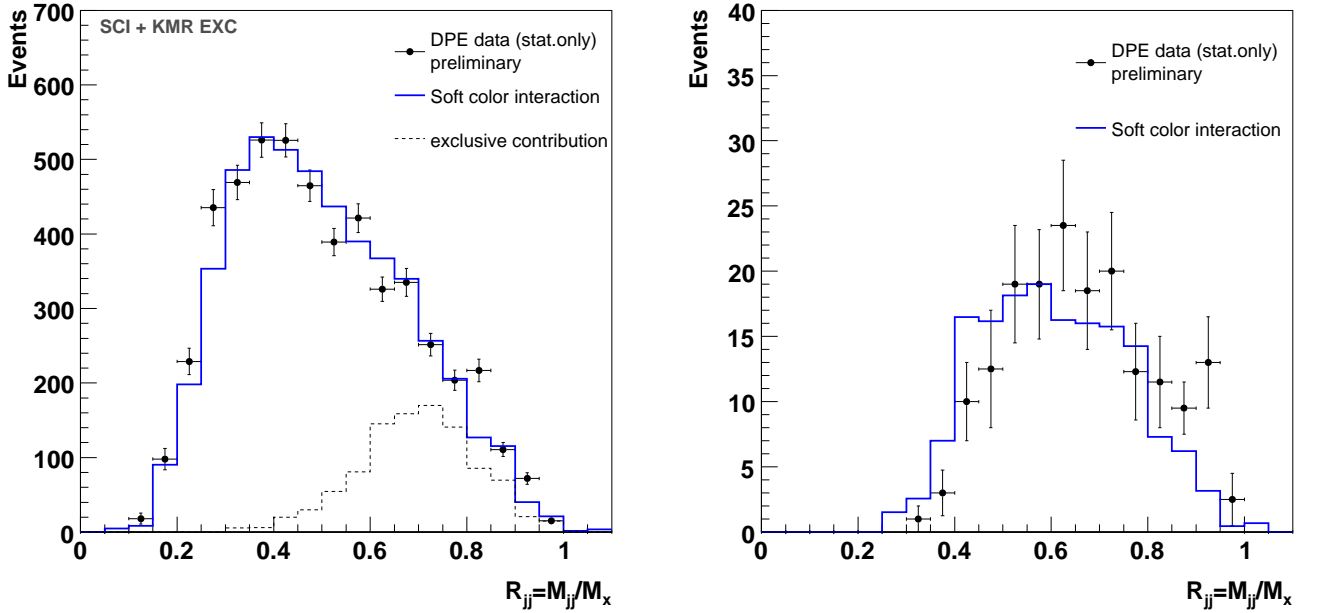 SCI + KMR EXC
Events
700
600
500
400
300
200
100
0
DPE data (stat.only)
preliminary
Soft color interaction
exclusive contribution
0 0.2 0.4 0.6 0.8 1
R_jj=M_jj/M_x
Events
40
35
30
25
20
15
10
5
0
DPE data (stat.only)
preliminary
Soft color interaction
0 0.2 0.4 0.6 0.8 1
R_jj=M_jj/M_x